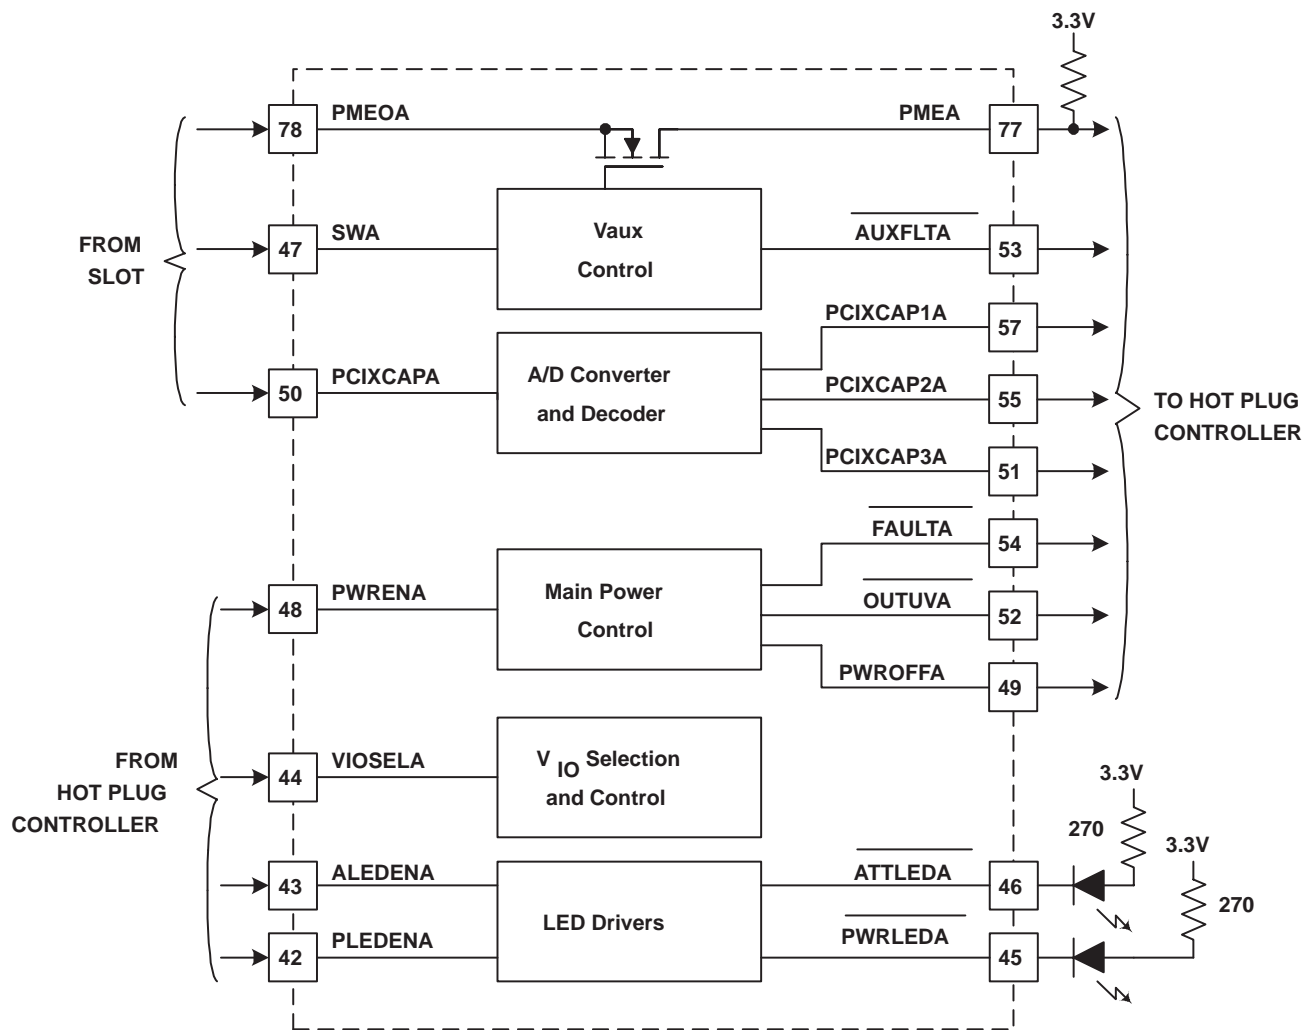 3.3V
78
PMEOA
PMEA
77
47
SWA
Vaux
Control
AUXFLTA
53
FROM
SLOT
50
PCIXCAPA
A/D Converter
and Decoder
PCIXCAP1A
57
PCIXCAP2A
55
PCIXCAP3A
51
TO HOT PLUG
CONTROLLER
48
PWRENA
Main Power
Control
FAULTA
54
OUTUVA
52
PWROFFA
49
FROM
HOT PLUG
CONTROLLER
44
VIOSELA
V IO Selection
and Control
43
ALEDENA
42
PLEDENA
LED Drivers
ATTLEDA
46
PWRLEDA
45
3.3V
270
3.3V
270